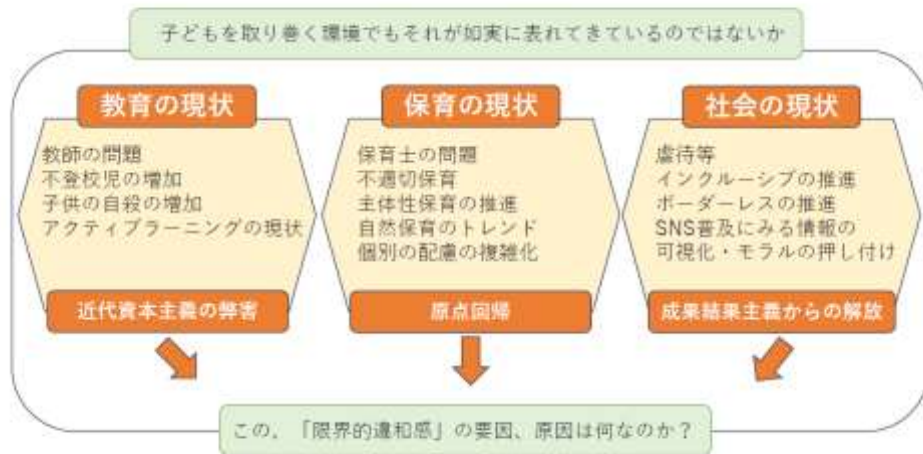 子どもを取り巻く環境でもそれが如実に表れてきているのではないか
教育の現状
教師の問題
不登校児の増加
子供の自殺の増加
アクティブラーニングの現状
近代資本主義の弊害
保育の現状
保育士の問題
不適切保育
主体性保育の推進
自然保育のトレンド
個別の配慮の複雑化
原点回帰
社会の現状
虐待等
インクルーシブの推進
ボーダーレスの推進
SNS普及にみる情報の
可視化・モラルの押し付け
成果結果主義からの解放
この、「限界的違和感」の要因、原因は何なのか？